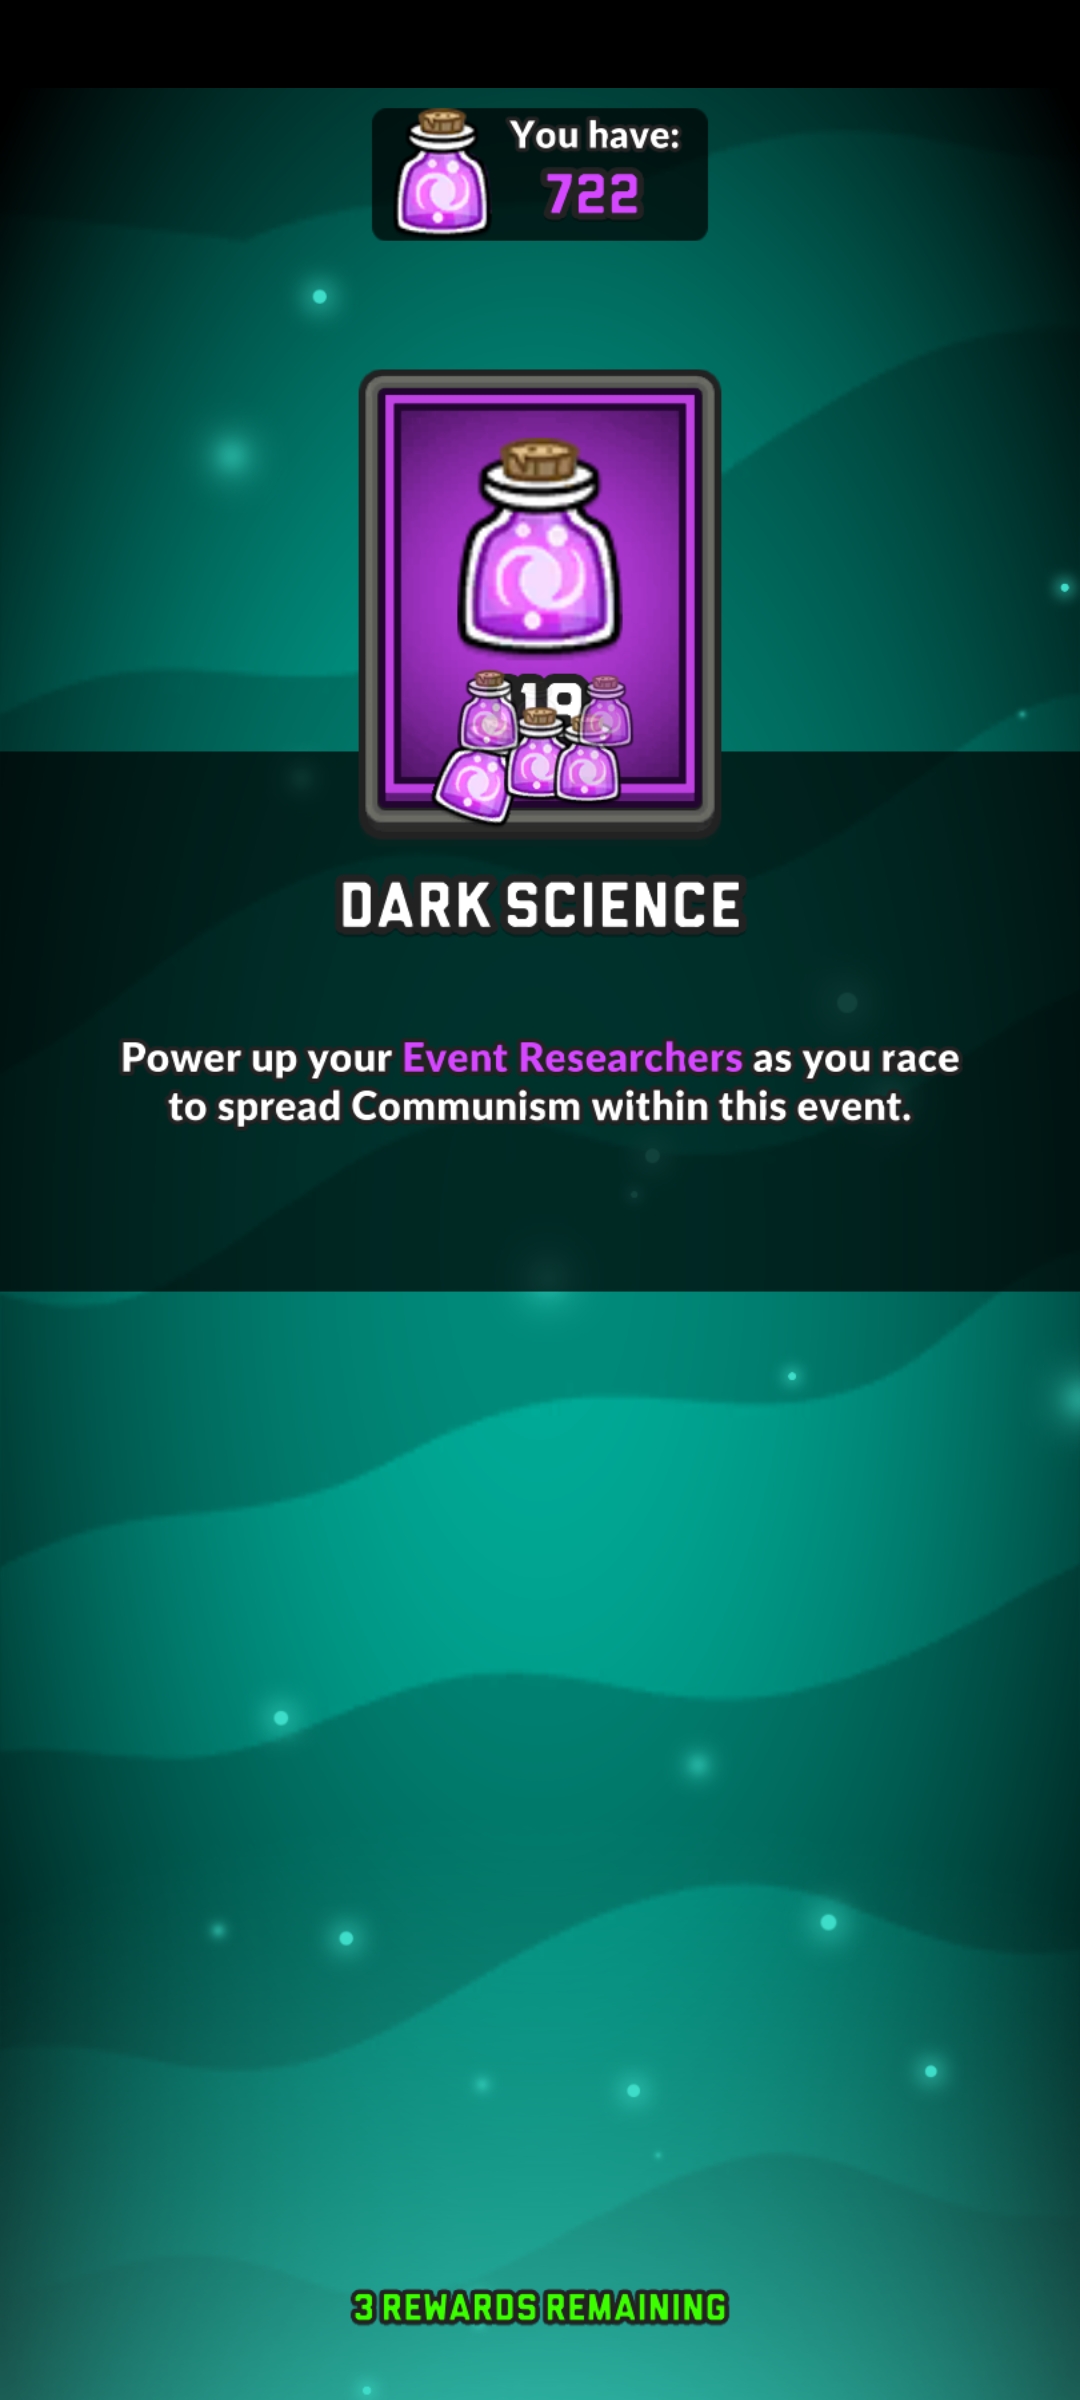 You have:
722
19
DARK SCIENCE
Power up your Event Researchers as you race
to spread Communism within this event.
3 REWARDS REMAINING